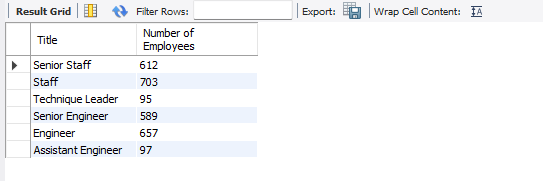 Result Grid Filter Rows: Export: Wrap Cell Content:
Title Number of Employees
Senior Staff 612
Staff 703
Technique Leader 95
Senior Engineer 589
Engineer 657
Assistant Engineer 97